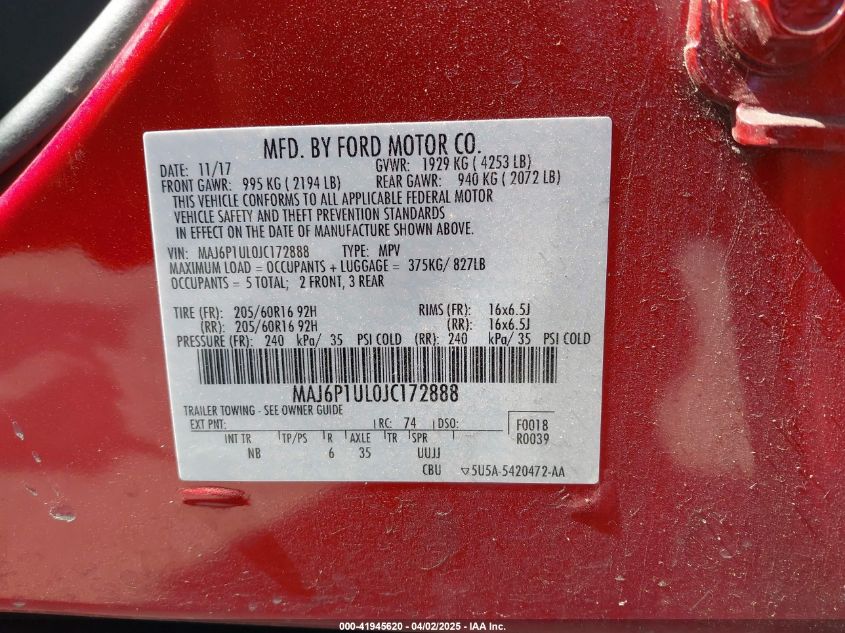 MFD. BY FORD MOTOR CO.
DATE: 11/17 GVWR: 1929 KG ( 4253 LB)
FRONT GAWR: 995 KG ( 2194 LB) REAR GAWR: 940 KG ( 2072 LB)
THIS VEHICLE CONFORMS TO ALL APPLICABLE FEDERAL MOTOR
VEHICLE SAFETY AND THEFT PREVENTION STANDARDS
IN EFFECT ON THE DATE OF MANUFACTURE SHOWN ABOVE.
VIN: MAJ6P1UL0JC172888 TYPE: MPV
MAXIMUM LOAD = OCCUPANTS + LUGGAGE = 375KG/ 827LB
OCCUPANTS = 5 TOTAL; 2 FRONT, 3 REAR
TIRE (FR): 205/60R16 92H RIMS (FR): 16x6.5J
(RR): 205/60R16 92H (RR): 16x6.5J
PRESSURE (FR): 240 kPa/ 35 PSI COLD (RR): 240 kPa/ 35 PSI COLD
MAJ6P1UL0JC172888
TRAILER TOWING - SEE OWNER GUIDE
EXT PNT: RC: 74 DSO: F0018
R0039
INT TR TP/PS R AXLE TR SPR
NB 6 35 UUJJ
CBU 5U5A-5420472-AA
000-41945620 - 04/02/2025 - IAA Inc.